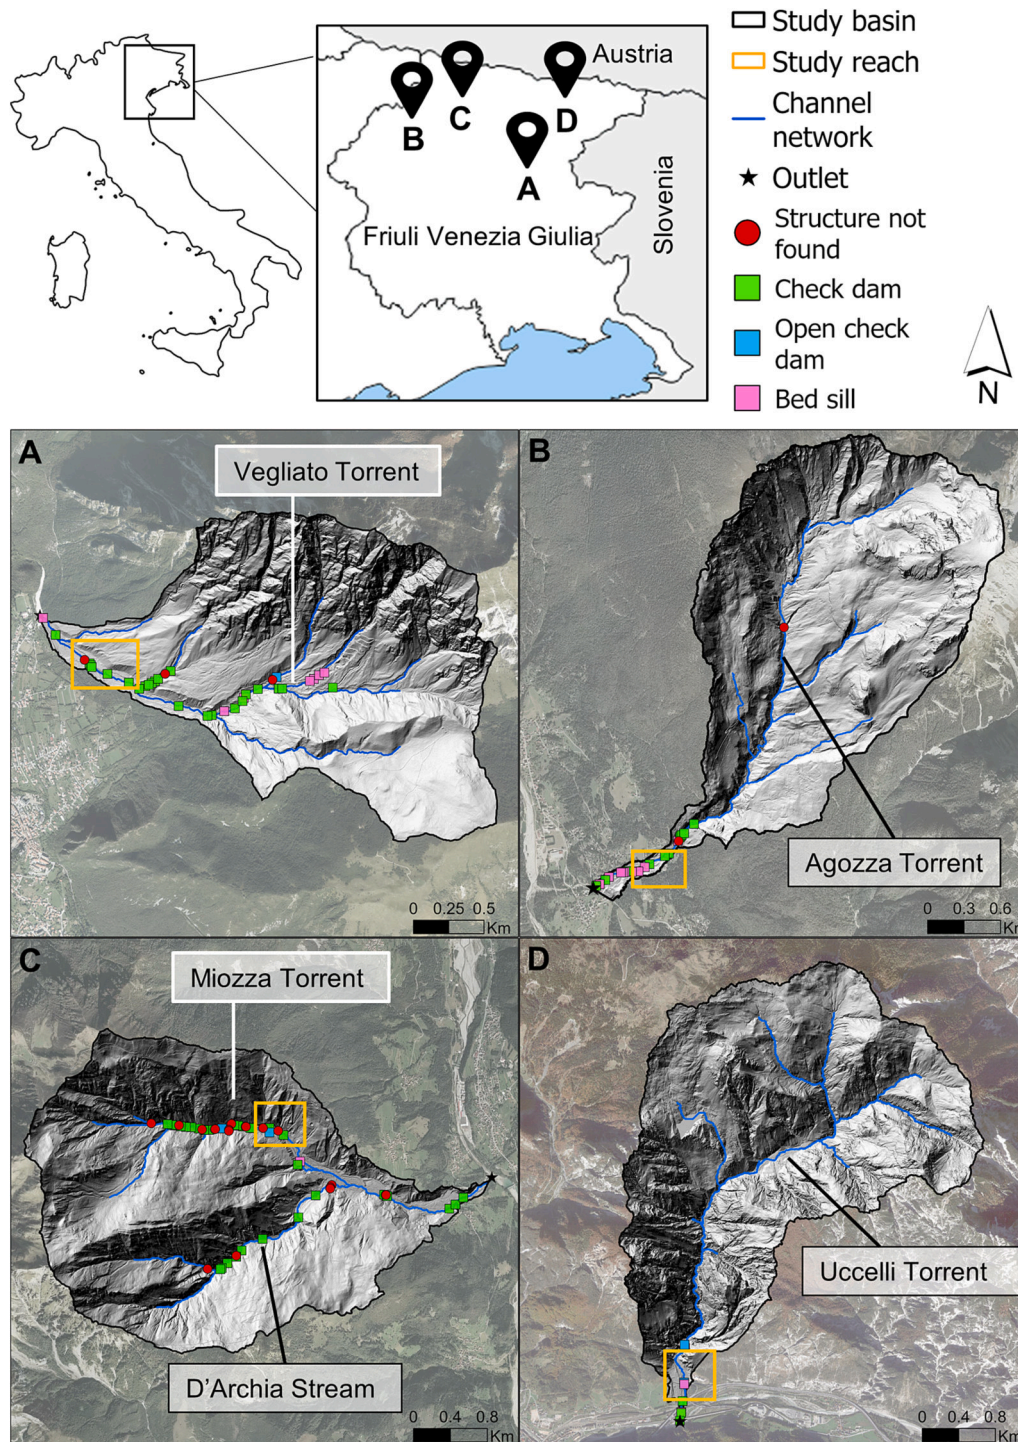 Austria
B
C
D
A
Friuli Venezia Giulia
Slovenia
Study basin
Study reach
Channel
network
Outlet
Structure not
found
Check dam
Open check
dam
Bed sill
N
A
Vegliato Torrent
0 0.25 0.5
Km
B
Agozza Torrent
0 0.3 0.6
Km
C
Miozza Torrent
D'Archia Stream
0 0.4 0.8
Km
D
Uccelli Torrent
0 0.4 0.8
Km